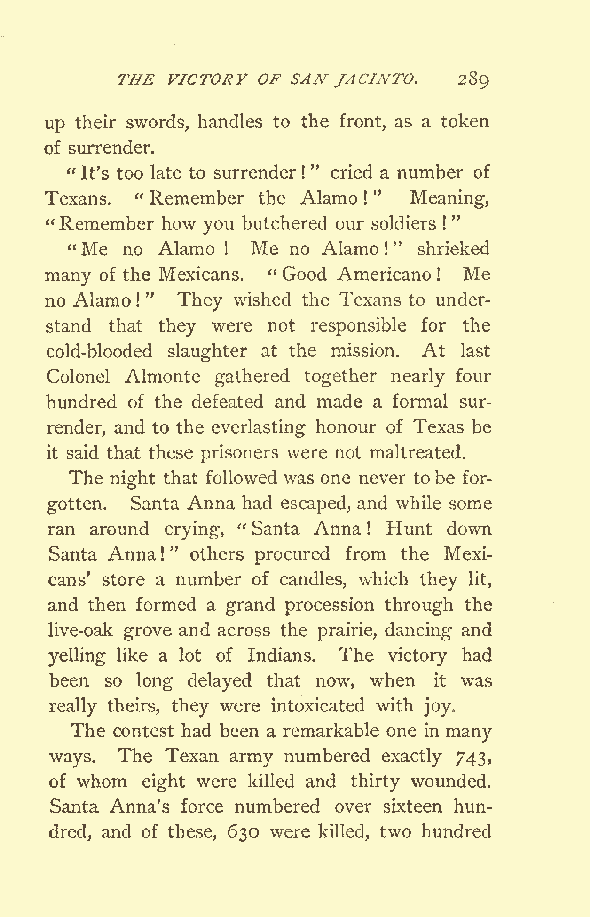 THE VICTORY OF SAN JACINTO. 289
up their swords, handles to the front, as a token
of surrender.
"It's too late to surrender!" cried a number of
Texans. "Remember the Alamo!" Meaning,
"Remember how you butchered our soldiers!"
"Me no Alamo! Me no Alamo!" shrieked
many of the Mexicans. "Good Americano! Me
no Alamo!" They wished the Texans to under-
stand that they were not responsible for the
cold-blooded slaughter at the mission. At last
Colonel Almonte gathered together nearly four
hundred of the defeated and made a formal sur-
render, and to the everlasting honour of Texas be
it said that these prisoners were not maltreated.
The night that followed was one never to be for-
gotten. Santa Anna had escaped, and while some
ran around crying, "Santa Anna! Hunt down
Santa Anna!" others procured from the Mexi-
cans' store a number of candles, which they lit,
and then formed a grand procession through the
live-oak grove and across the prairie, dancing and
yelling like a lot of Indians. The victory had
been so long delayed that now, when it was
really theirs, they were intoxicated with joy.
The contest had been a remarkable one in many
ways. The Texan army numbered exactly 743,
of whom eight were killed and thirty wounded.
Santa Anna's force numbered over sixteen hun-
dred, and of these, 630 were killed, two hundred